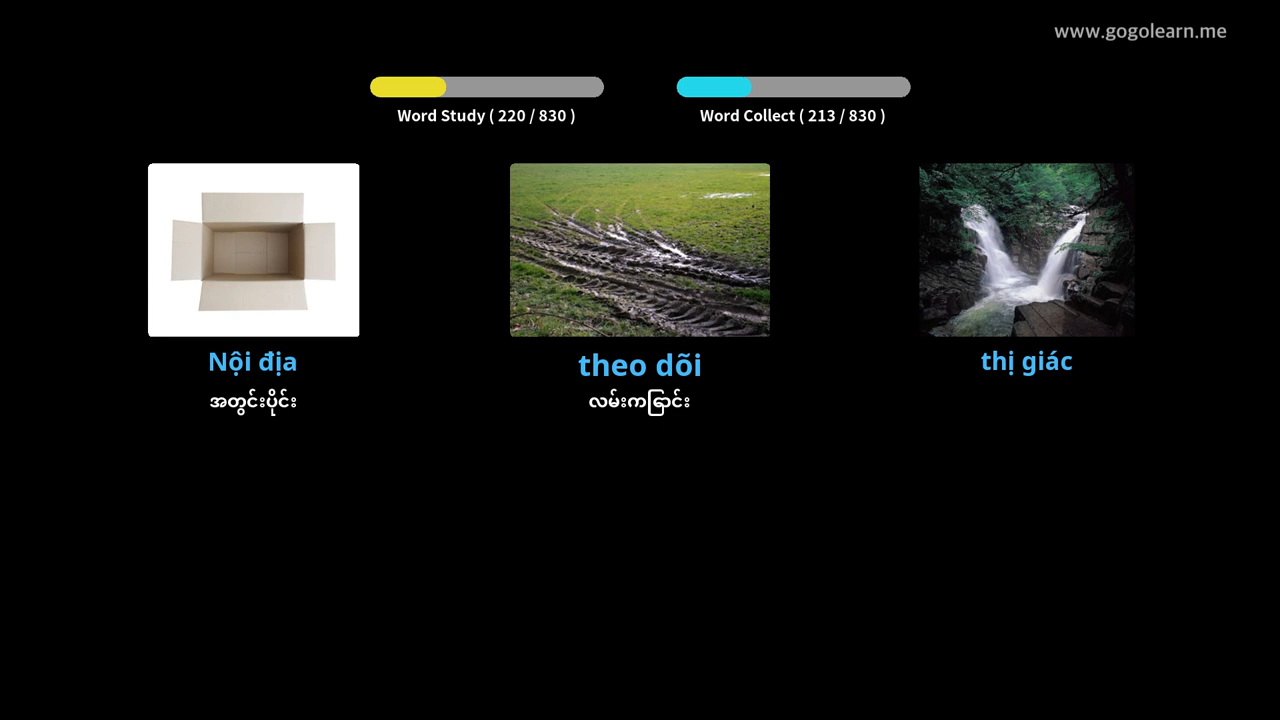 www.gogolearn.me
Word Study ( 220 / 830 )
Word Collect ( 213 / 830 )
Nội địa
theo dõi
thị giác
အတွင်းပိုင်း
လမ်းကြောင်း